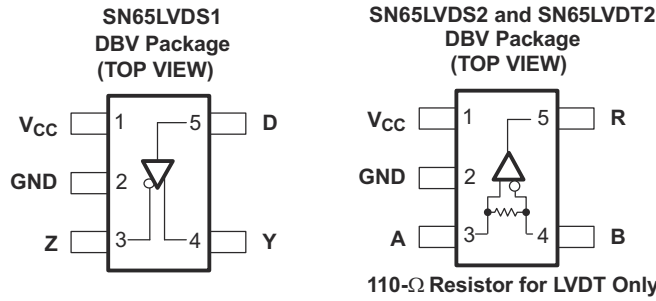 SN65LVDS1
DBV Package
(TOP VIEW)
VCC 1 5 D
GND 2
Z 3 4 Y
SN65LVDS2 and SN65LVDT2
DBV Package
(TOP VIEW)
VCC 1 5 R
GND 2
A 3 4 B
110-Ω Resistor for LVDT Only